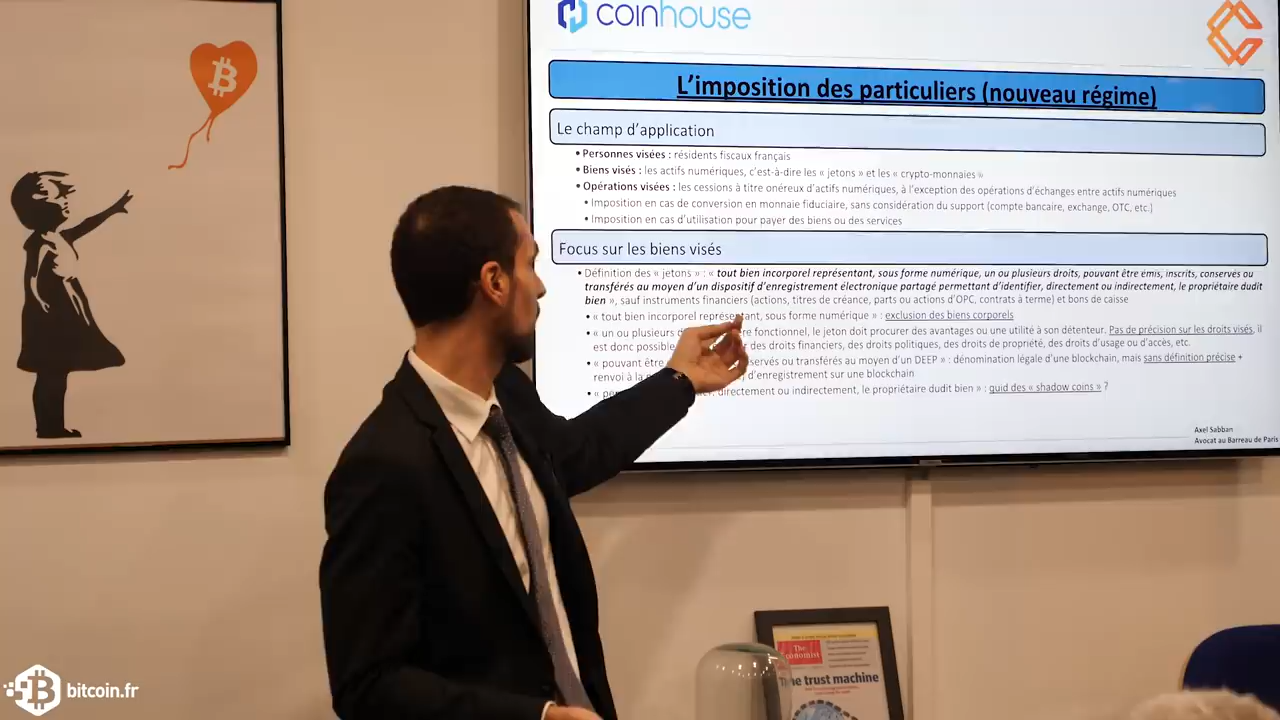 coinhouse
L'imposition des particuliers (nouveau régime)
Le champ d'application
• Personnes visées : résidents fiscaux français
• Biens visés : les actifs numériques, c'est-à-dire les « jetons » et les « crypto-monnaies »
• Opérations visées : les cessions à titre onéreux d'actifs numériques, à l'exception des opérations d'échanges entre actifs numériques
• Imposition en cas de conversion en monnaie fiduciaire, sans considération du support (compte bancaire, exchange, OTC, etc.)
• Imposition en cas d'utilisation pour payer des biens ou des services
Focus sur les biens visés
• Définition des « jetons » : « tout bien incorporel représentant, sous forme numérique, un ou plusieurs droits, pouvant être émis, inscrits, conservés ou
transférés au moyen d'un dispositif d'enregistrement électronique partagé permettant d'identifier, directement ou indirectement, le propriétaire dudit
bien », sauf instruments financiers (actions, titres de créance, parts ou actions d'OPC, contrats à terme) et bons de caisse
• « tout bien incorporel représentant, sous forme numérique » : exclusion des biens corporels
• « un ou plusieurs fonctionnel, le jeton doit procurer des avantages ou une utilité à son détenteur. Pas de précision sur les droits visés, il
est donc possible des droits financiers, des droits politiques, des droits de propriété, des droits d'usage ou d'accès, etc.
• « pouvant être ou transférés au moyen d'un DEEP » : dénomination légale d'une blockchain, mais sans définition précise +
renvoi à la d'enregistrement sur une blockchain
• directement ou indirectement, le propriétaire dudit bien » : quid des « shadow coins » ?
Axel Sabban
Avocat au Barreau de Paris
The Economist
The trust machine
bitcoin.fr